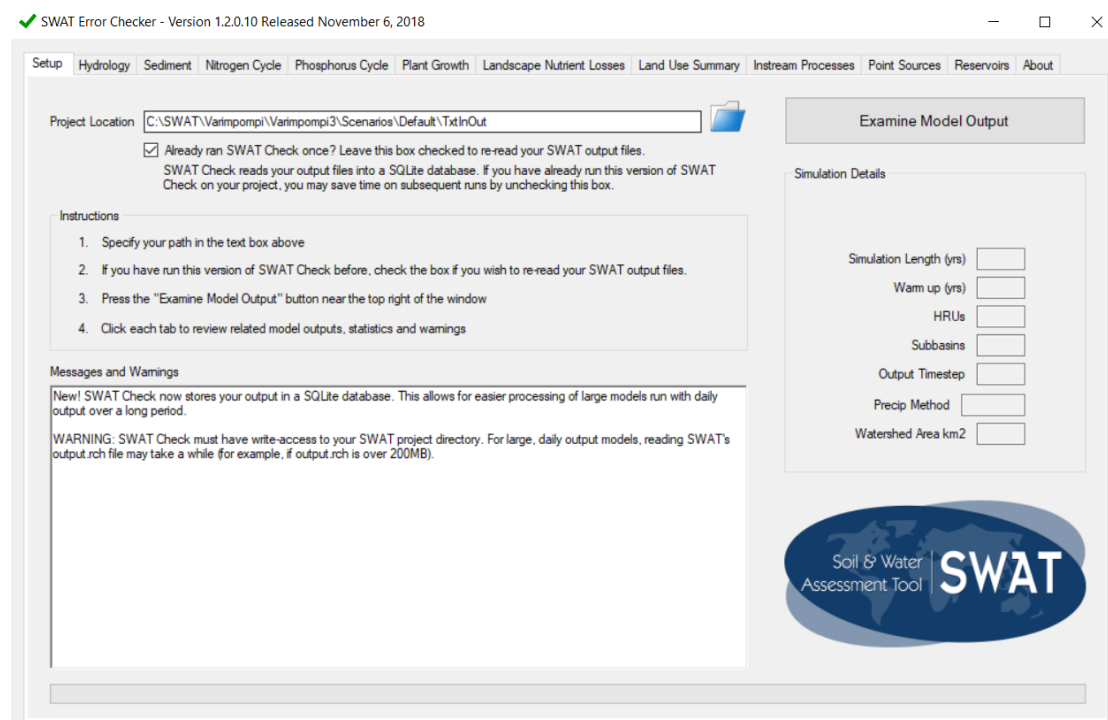 SWAT Error Checker - Version 1.2.0.10 Released November 6, 2018
Setup Hydrology Sediment Nitrogen Cycle Phosphorus Cycle Plant Growth Landscape Nutrient Losses Land Use Summary Instream Processes Point Sources Reservoirs About
Project Location C:\SWAT\Varimpompi\Varimpompi3\Scenarios\Default\TxtInOut
Examine Model Output
Already ran SWAT Check once? Leave this box checked to re-read your SWAT output files.
SWAT Check reads your output files into a SQLite database. If you have already run this version of SWAT
Check on your project, you may save time on subsequent runs by unchecking this box.
Instructions
1. Specify your path in the text box above
2. If you have run this version of SWAT Check before, check the box if you wish to re-read your SWAT output files.
3. Press the "Examine Model Output" button near the top right of the window
4. Click each tab to review related model outputs, statistics and warnings
Simulation Details
Simulation Length (yrs)
Warm up (yrs)
HRUs
Subbasins
Output Timestep
Precip Method
Watershed Area km2
Messages and Warnings
New! SWAT Check now stores your output in a SQLite database. This allows for easier processing of large models run with daily
output over a long period.
WARNING: SWAT Check must have write-access to your SWAT project directory. For large, daily output models, reading SWAT's
output.rch file may take a while (for example, if output.rch is over 200MB).
Soil & Water
Assessment Tool
SWAT